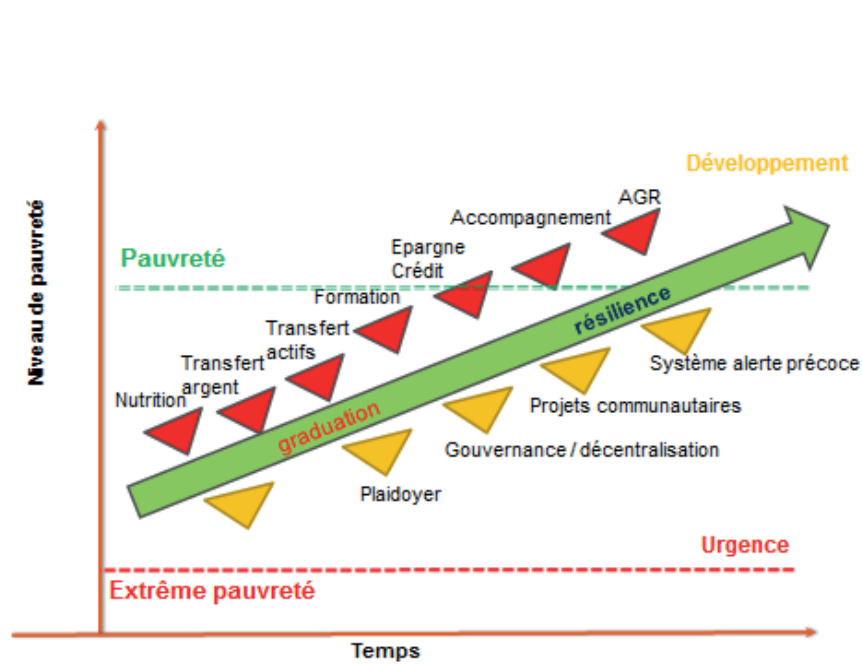 Développement
AGR
Accompagnement
Epargne
Crédit
Pauvreté
Formation
Transfert
actifs
Transfert
argent
Nutrition
résilience
graduation
Système alerte précoce
Projets communautaires
Gouvernance / décentralisation
Plaidoyer
Urgence
Extrême pauvreté
Niveau de pauvreté
Temps